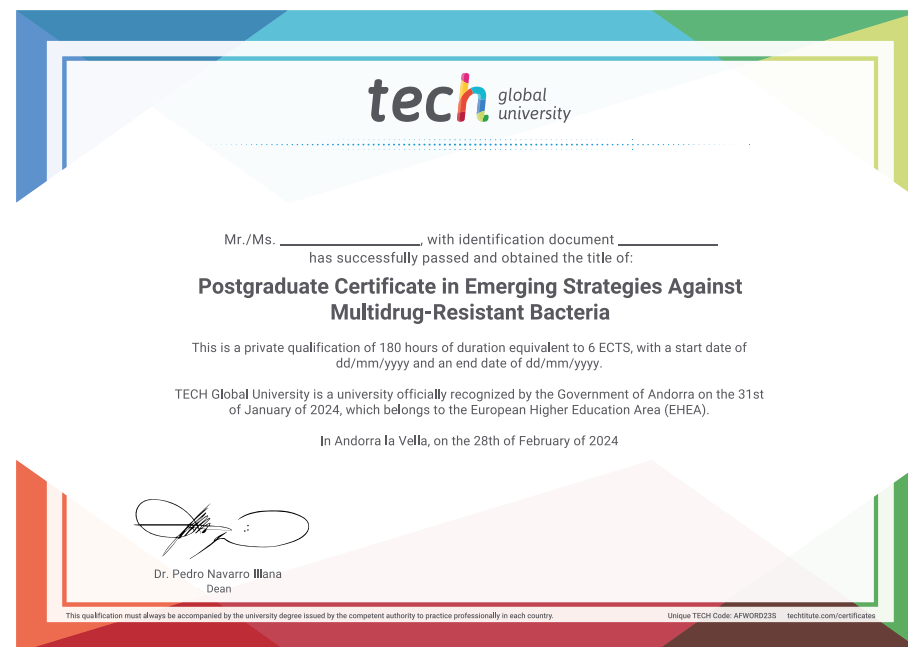 tech global university
Mr./Ms. ____________________, with identification document ______________
has successfully passed and obtained the title of:
Postgraduate Certificate in Emerging Strategies Against
Multidrug-Resistant Bacteria
This is a private qualification of 180 hours of duration equivalent to 6 ECTS, with a start date of
dd/mm/yyyy and an end date of dd/mm/yyyy.
TECH Global University is a university officially recognized by the Government of Andorra on the 31st
of January of 2024, which belongs to the European Higher Education Area (EHEA).
In Andorra la Vella, on the 28th of February of 2024
Dr. Pedro Navarro Illana
Dean
This qualification must always be accompanied by the university degree issued by the competent authority to practice professionally in each country.
Unique TECH Code: AFWORD23S techtitute.com/certificates